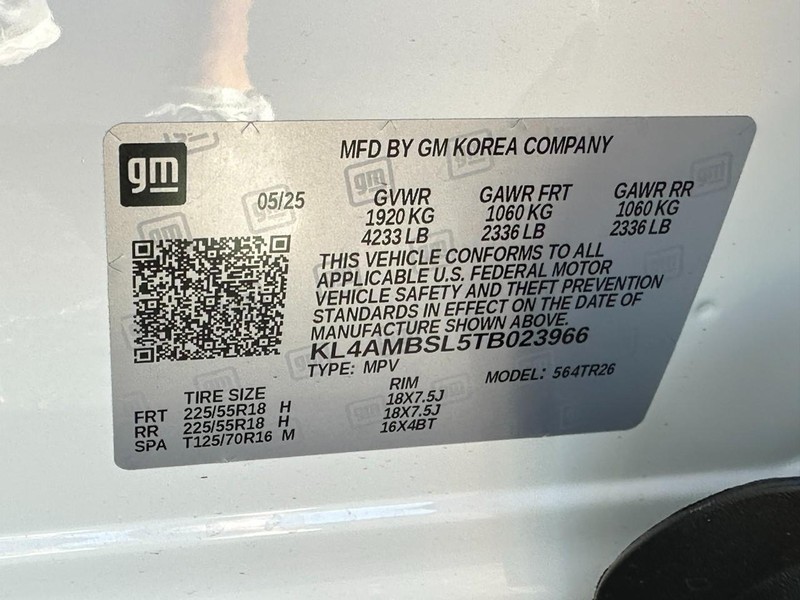 gm
MFD BY GM KOREA COMPANY
05/25
GVWR GAWR FRT GAWR RR
1920 KG 1060 KG 1060 KG
4233 LB 2336 LB 2336 LB
THIS VEHICLE CONFORMS TO ALL
APPLICABLE U.S. FEDERAL MOTOR
VEHICLE SAFETY AND THEFT PREVENTION
STANDARDS IN EFFECT ON THE DATE OF
MANUFACTURE SHOWN ABOVE.
KL4AMBSL5TB023966
TYPE: MPV MODEL: 564TR26
TIRE SIZE RIM
FRT 225/55R18 H 18X7.5J
RR 225/55R18 H 18X7.5J
SPA T125/70R16 M 16X4BT